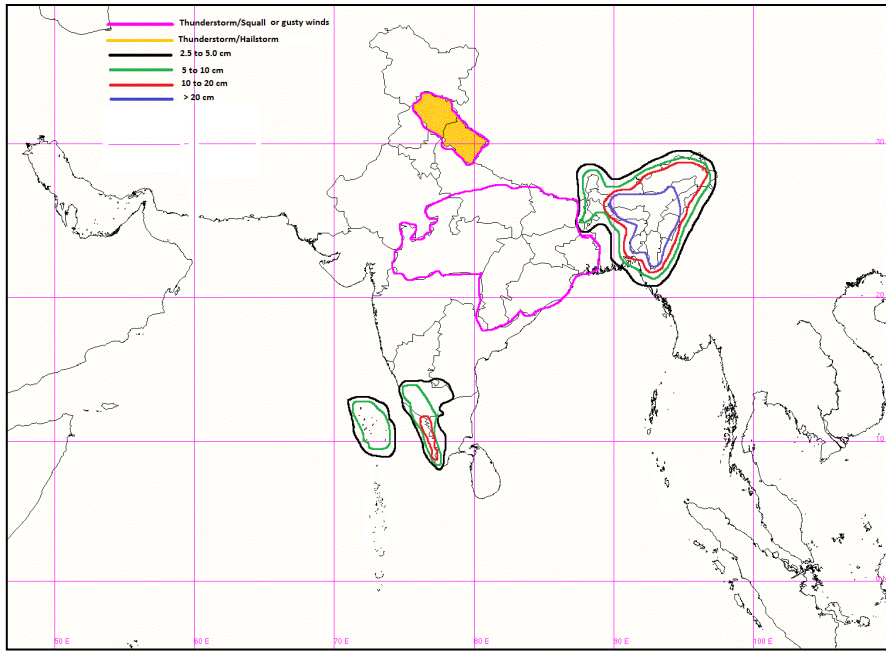 Thunderstorm/Squall or gusty winds
Thunderstorm/Hailstorm
2.5 to 5.0 cm
5 to 10 cm
10 to 20 cm
> 20 cm
30
20
10
50 E
60 E
70 E
80 E
90 E
100 E